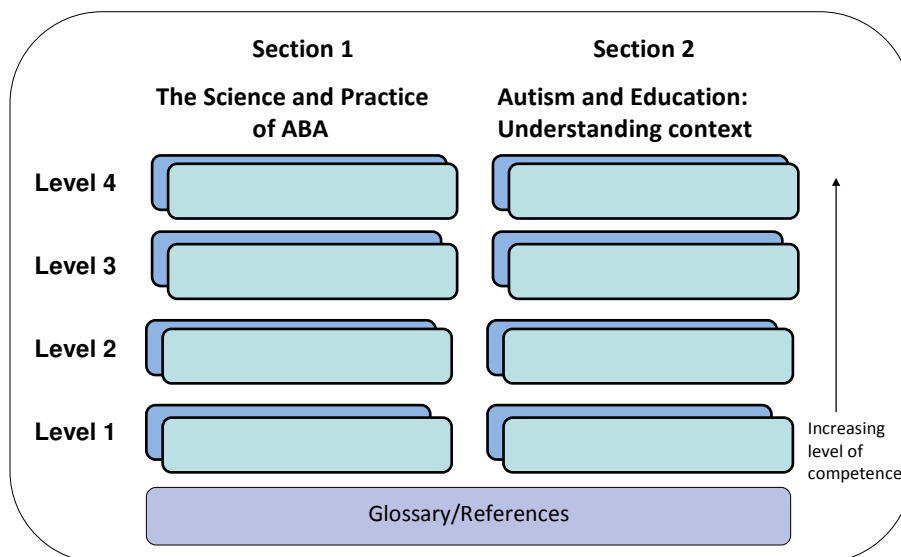 Section 1
Section 2
The Science and Practice
of ABA
Autism and Education:
Understanding context
Level 4
Level 3
Level 2
Level 1
Increasing
level of
competence
Glossary/References